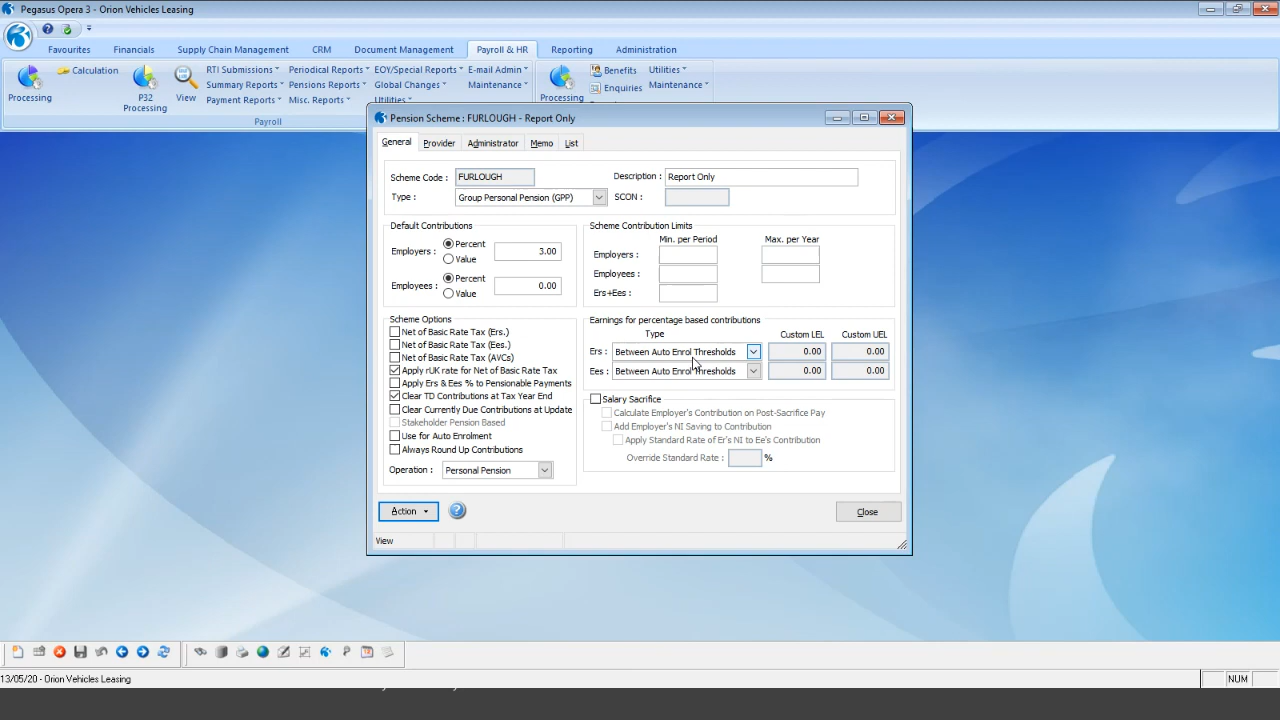 Pegasus Opera 3 - Orion Vehicles Leasing
Favourites Financials Supply Chain Management CRM Document Management Payroll & HR Reporting Administration
Processing
Calculation
P32 Processing
View
RTI Submissions Periodical Reports EOY/Special Reports E-mail Admin
Summary Reports Pensions Reports Global Changes Maintenance
Payment Reports Misc. Reports Utilities
Payroll
Processing
Benefits Utilities
Enquiries Maintenance
Pension Scheme : FURLOUGH - Report Only
General Provider Administrator Memo List
Scheme Code : FURLOUGH Description : Report Only
Type : Group Personal Pension (GPP) SCON :
Default Contributions
Employers : Percent 3.00
Value
Employees : Percent 0.00
Value
Scheme Contribution Limits
Min. per Period Max. per Year
Employers :
Employees :
Ers+Ees :
Scheme Options
Net of Basic Rate Tax (Ers.)
Net of Basic Rate Tax (Ees.)
Net of Basic Rate Tax (AVCs)
Apply rUK rate for Net of Basic Rate Tax
Apply Ers & Ees % to Pensionable Payments
Clear TD Contributions at Tax Year End
Clear Currently Due Contributions at Update
Stakeholder Pension Based
Use for Auto Enrolment
Always Round Up Contributions
Operation : Personal Pension
Earnings for percentage based contributions
Type Custom LEL Custom UEL
Ers : Between Auto Enrol Thresholds 0.00 0.00
Ees : Between Auto Enrol Thresholds 0.00 0.00
Salary Sacrifice
Calculate Employer's Contribution on Post-Sacrifice Pay
Add Employer's NI Saving to Contribution
Apply Standard Rate of Er's NI to Ee's Contribution
Override Standard Rate : %
Action Close
View
13/05/20 - Orion Vehicles Leasing NUM